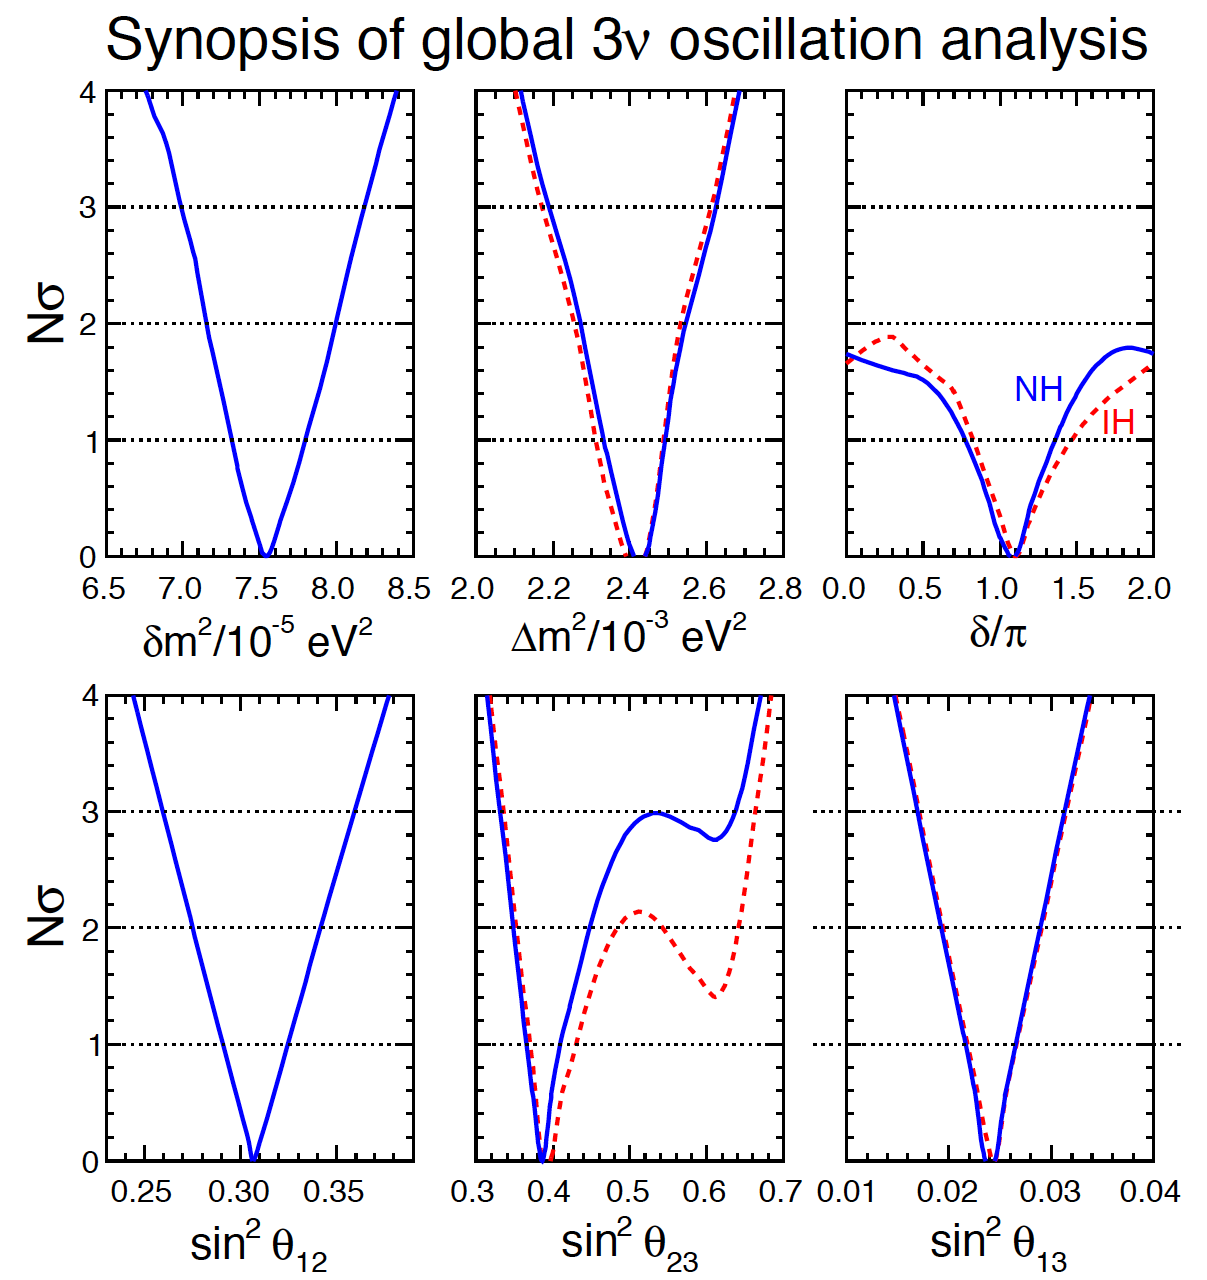 Synopsis of global 3ν oscillation analysis
Nσ
4
3
2
1
0
6.5 7.0 7.5 8.0 8.5
δm²/10⁻⁵ eV²
2.0 2.2 2.4 2.6 2.8
Δm²/10⁻³ eV²
NH
IH
0.0 0.5 1.0 1.5 2.0
δ/π
Nσ
4
3
2
1
0
0.25 0.30 0.35
sin² θ₁₂
0.3 0.4 0.5 0.6 0.7
sin² θ₂₃
0.01 0.02 0.03 0.04
sin² θ₁₃